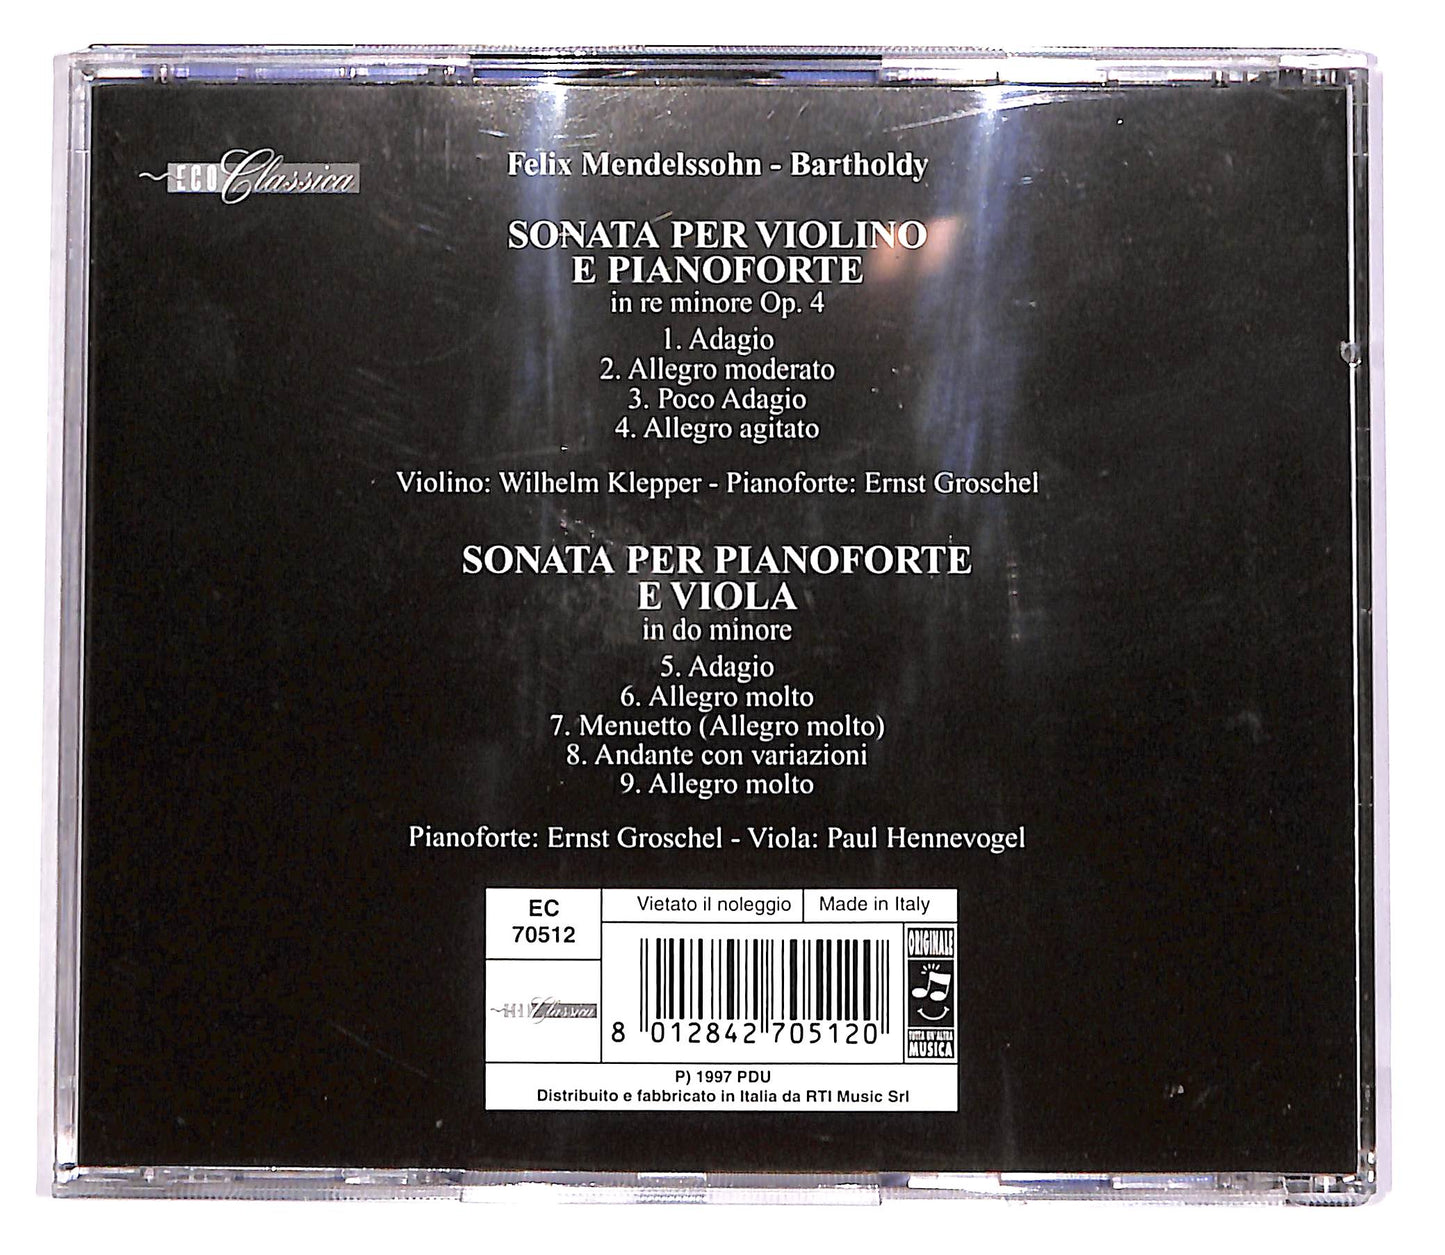 ECO Classica
Felix Mendelssohn - Bartholdy
SONATA PER VIOLINO
E PIANOFORTE
in re minore Op. 4
1. Adagio
2. Allegro moderato
3. Poco Adagio
4. Allegro agitato
Violino: Wilhelm Klepper - Pianoforte: Ernst Groschel
SONATA PER PIANOFORTE
E VIOLA
in do minore
5. Adagio
6. Allegro molto
7. Menuetto (Allegro molto)
8. Andante con variazioni
9. Allegro molto
Pianoforte: Ernst Groschel - Viola: Paul Hennevogel
EC
70512
Vietato il noleggio
Made in Italy
ORIGINALE
Classica
8 012842 705120
TUTTA UN'ALTRA
MUSICA
P) 1997 PDU
Distribuito e fabbricato in Italia da RTI Music Srl